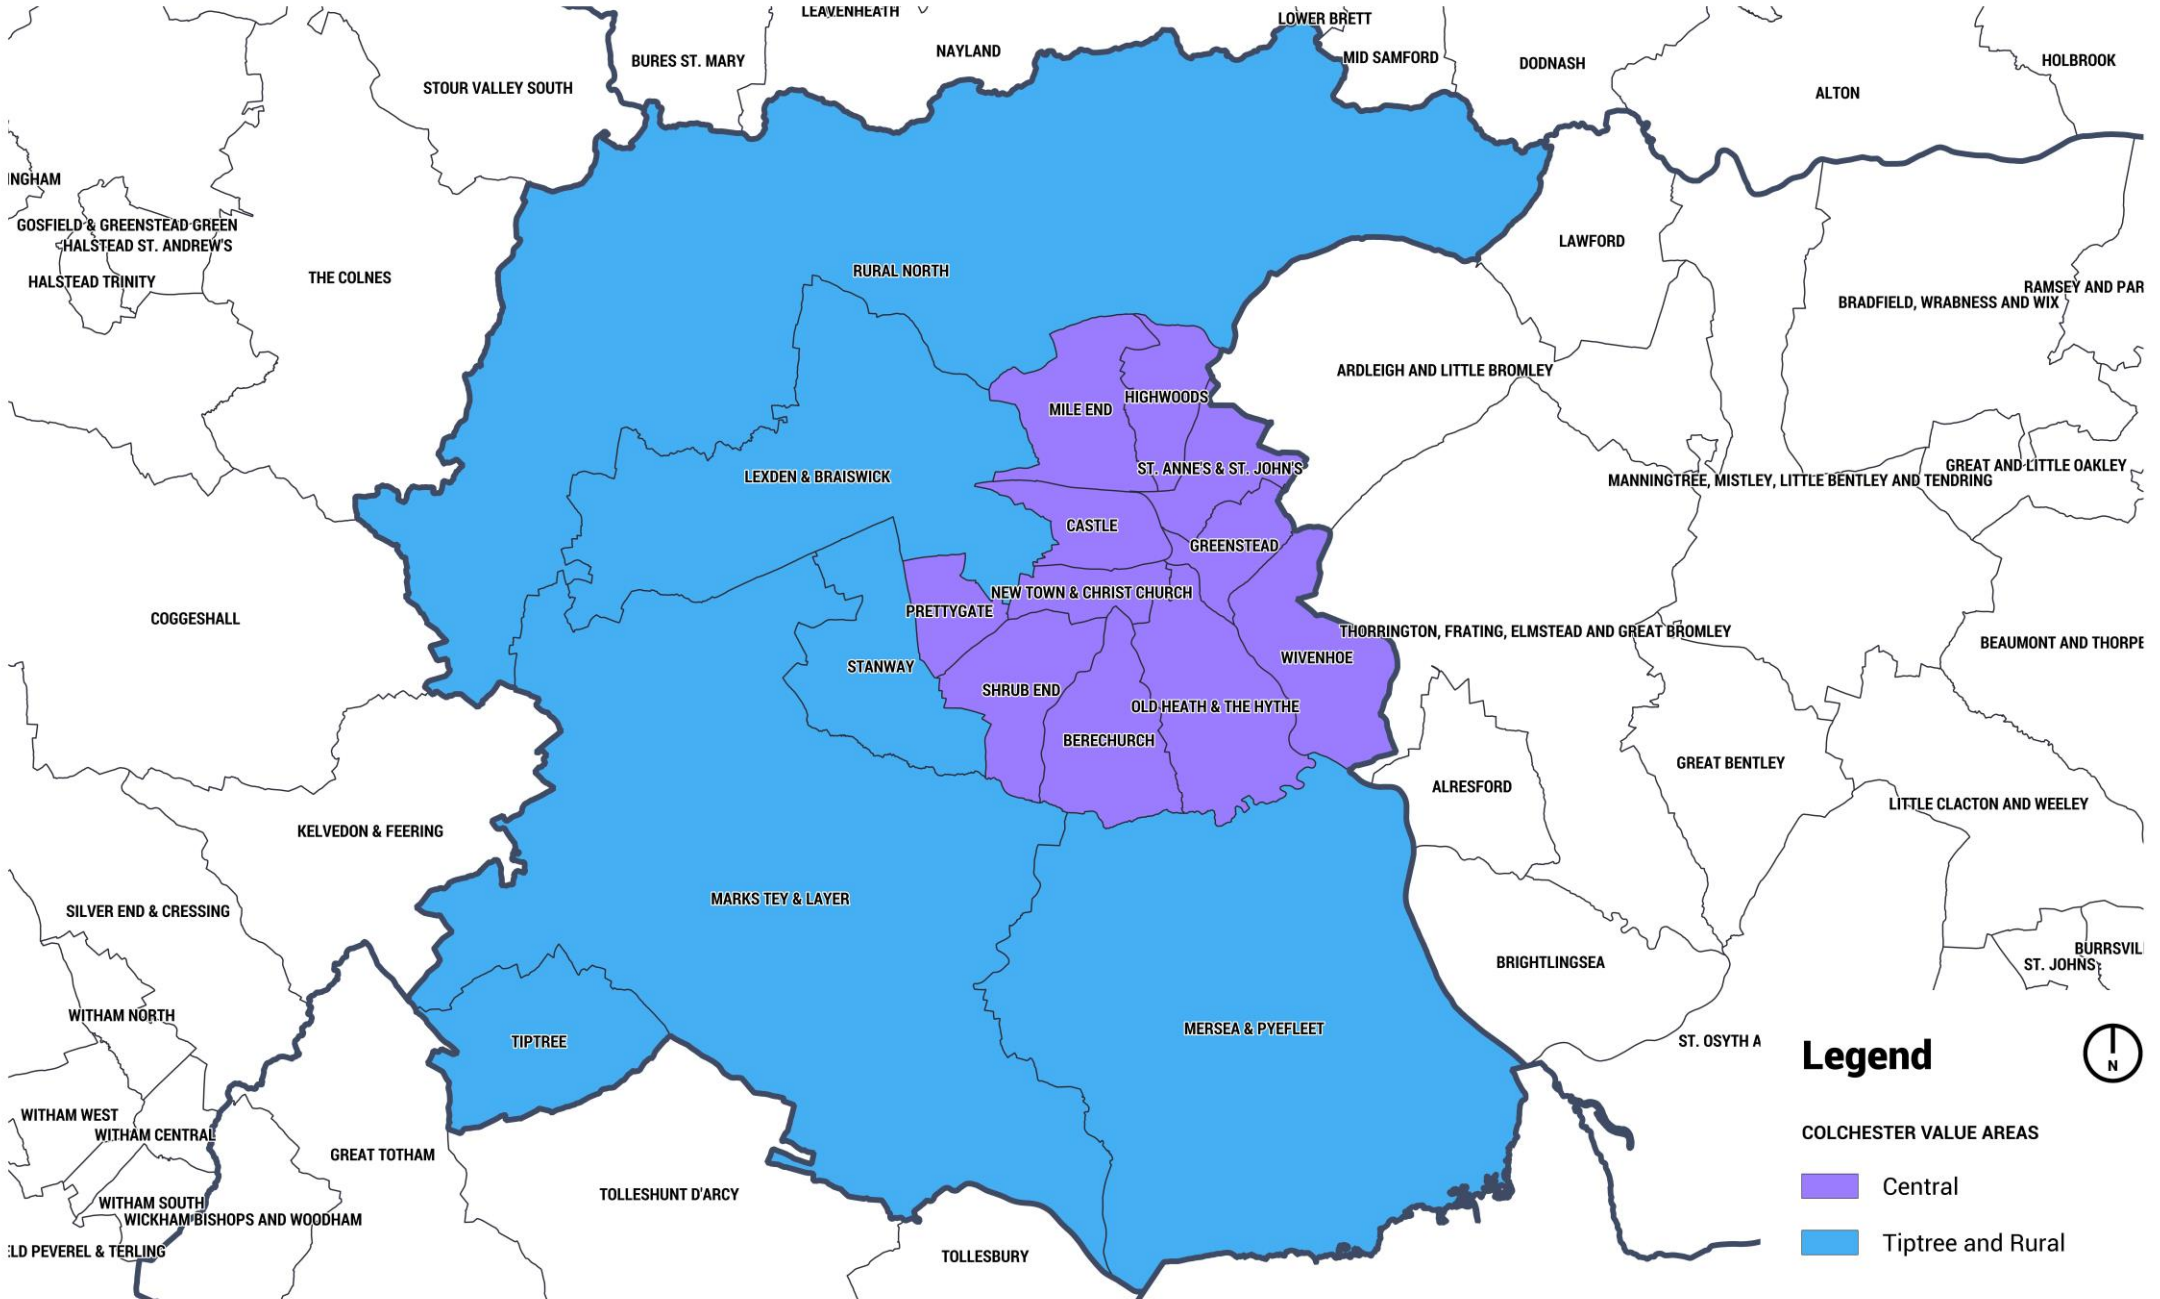 LEAVENHEATH
LOWER BRETT
NAYLAND
BURES ST. MARY
MID SAMFORD
DODNASH
HOLBROOK
STOUR VALLEY SOUTH
ALTON
INGHAM
GOSFIELD & GREENSTEAD GREEN
HALSTEAD ST. ANDREW'S
HALSTEAD TRINITY
THE COLNES
RURAL NORTH
LAWFORD
RAMSEY AND PAR
BRADFIELD, WRABNESS AND WIX
ARDLEIGH AND LITTLE BROMLEY
HIGHWOODS
MILE END
ST. ANNE'S & ST. JOHN'S
LEXDEN & BRAISWICK
GREAT AND LITTLE OAKLEY
MANNINGTREE, MISTLEY, LITTLE BENTLEY AND TENDRING
CASTLE
GREENSTEAD
NEW TOWN & CHRIST CHURCH
PRETTYGATE
COGGESHALL
THORRINGTON, FRATING, ELMSTEAD AND GREAT BROMLEY
BEAUMONT AND THORPE
WIVENHOE
STANWAY
SHRUB END
OLD HEATH & THE HYTHE
BERECHURCH
GREAT BENTLEY
ALRESFORD
LITTLE CLACTON AND WEELEY
KELVEDON & FEERING
MARKS TEY & LAYER
SILVER END & CRESSING
BRIGHTLINGSEA
BURRSVIL
ST. JOHNS
WITHAM NORTH
MERSEA & PYEFLEET
TIPTREE
ST. OSYTH A
WITHAM WEST
WITHAM CENTRAL
GREAT TOTHAM
TOLLESHUNT D'ARCY
WITHAM SOUTH
WICKHAM BISHOPS AND WOODHAM
ELD PEVEREL & TERLING
TOLLESBURY
Legend
N
COLCHESTER VALUE AREAS
Central
Tiptree and Rural